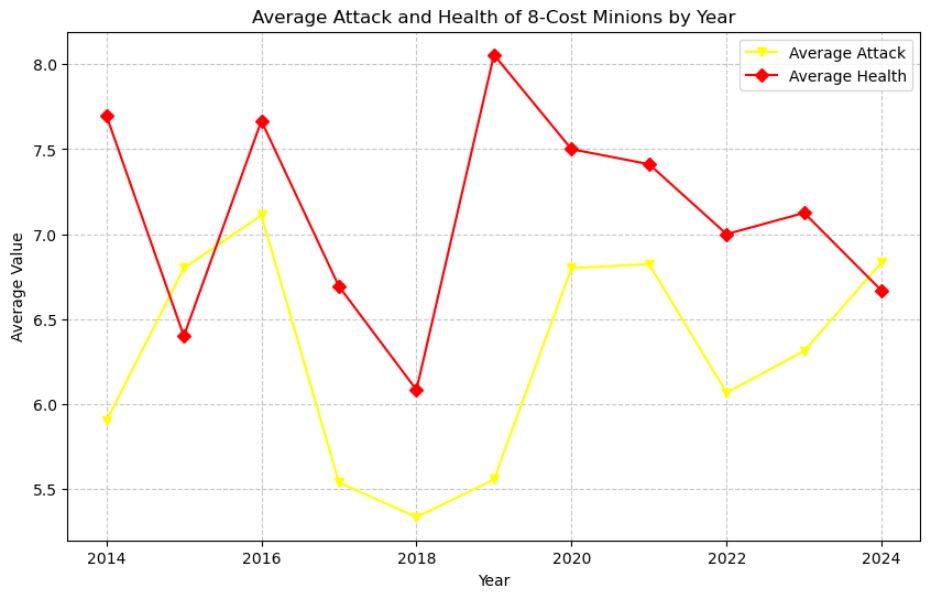 Average Attack and Health of 8-Cost Minions by Year
Average Attack
Average Health
Average Value
8.0
7.5
7.0
6.5
6.0
5.5
2014 2016 2018 2020 2022 2024
Year